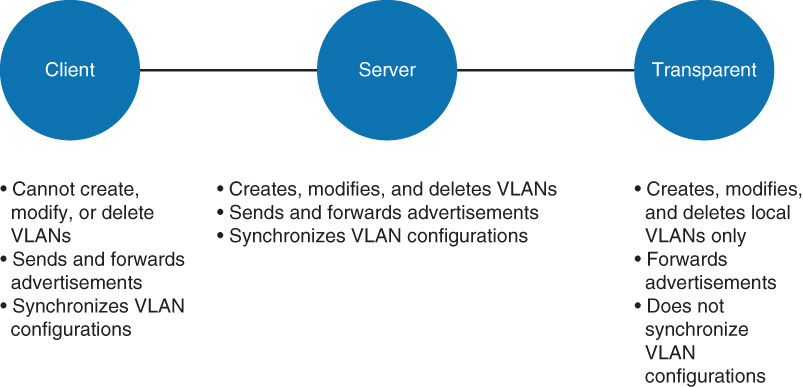 Client
Server
Transparent
• Cannot create,
modify, or delete
VLANs
• Sends and forwards
advertisements
• Synchronizes VLAN
configurations
• Creates, modifies, and deletes VLANs
• Sends and forwards advertisements
• Synchronizes VLAN configurations
• Creates, modifies,
and deletes local
VLANs only
• Forwards
advertisements
• Does not
synchronize
VLAN
configurations